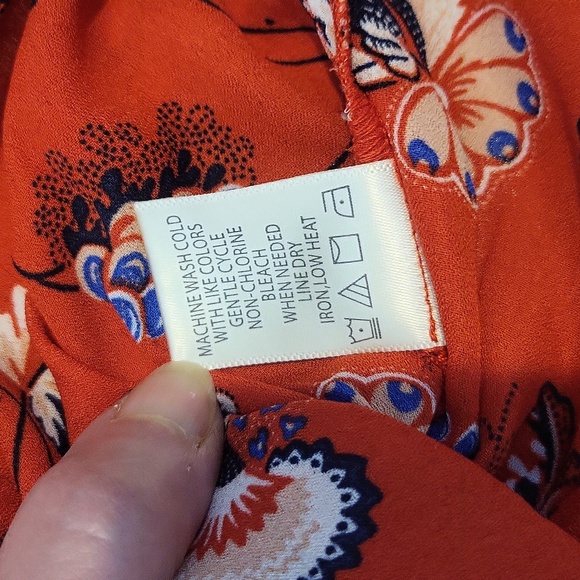 MACHINE WASH COLD
WITH LIKE COLORS
GENTLE CYCLE
NON-CHLORINE
BLEACH
WHEN NEEDED
LINE DRY
IRON,LOW HEAT